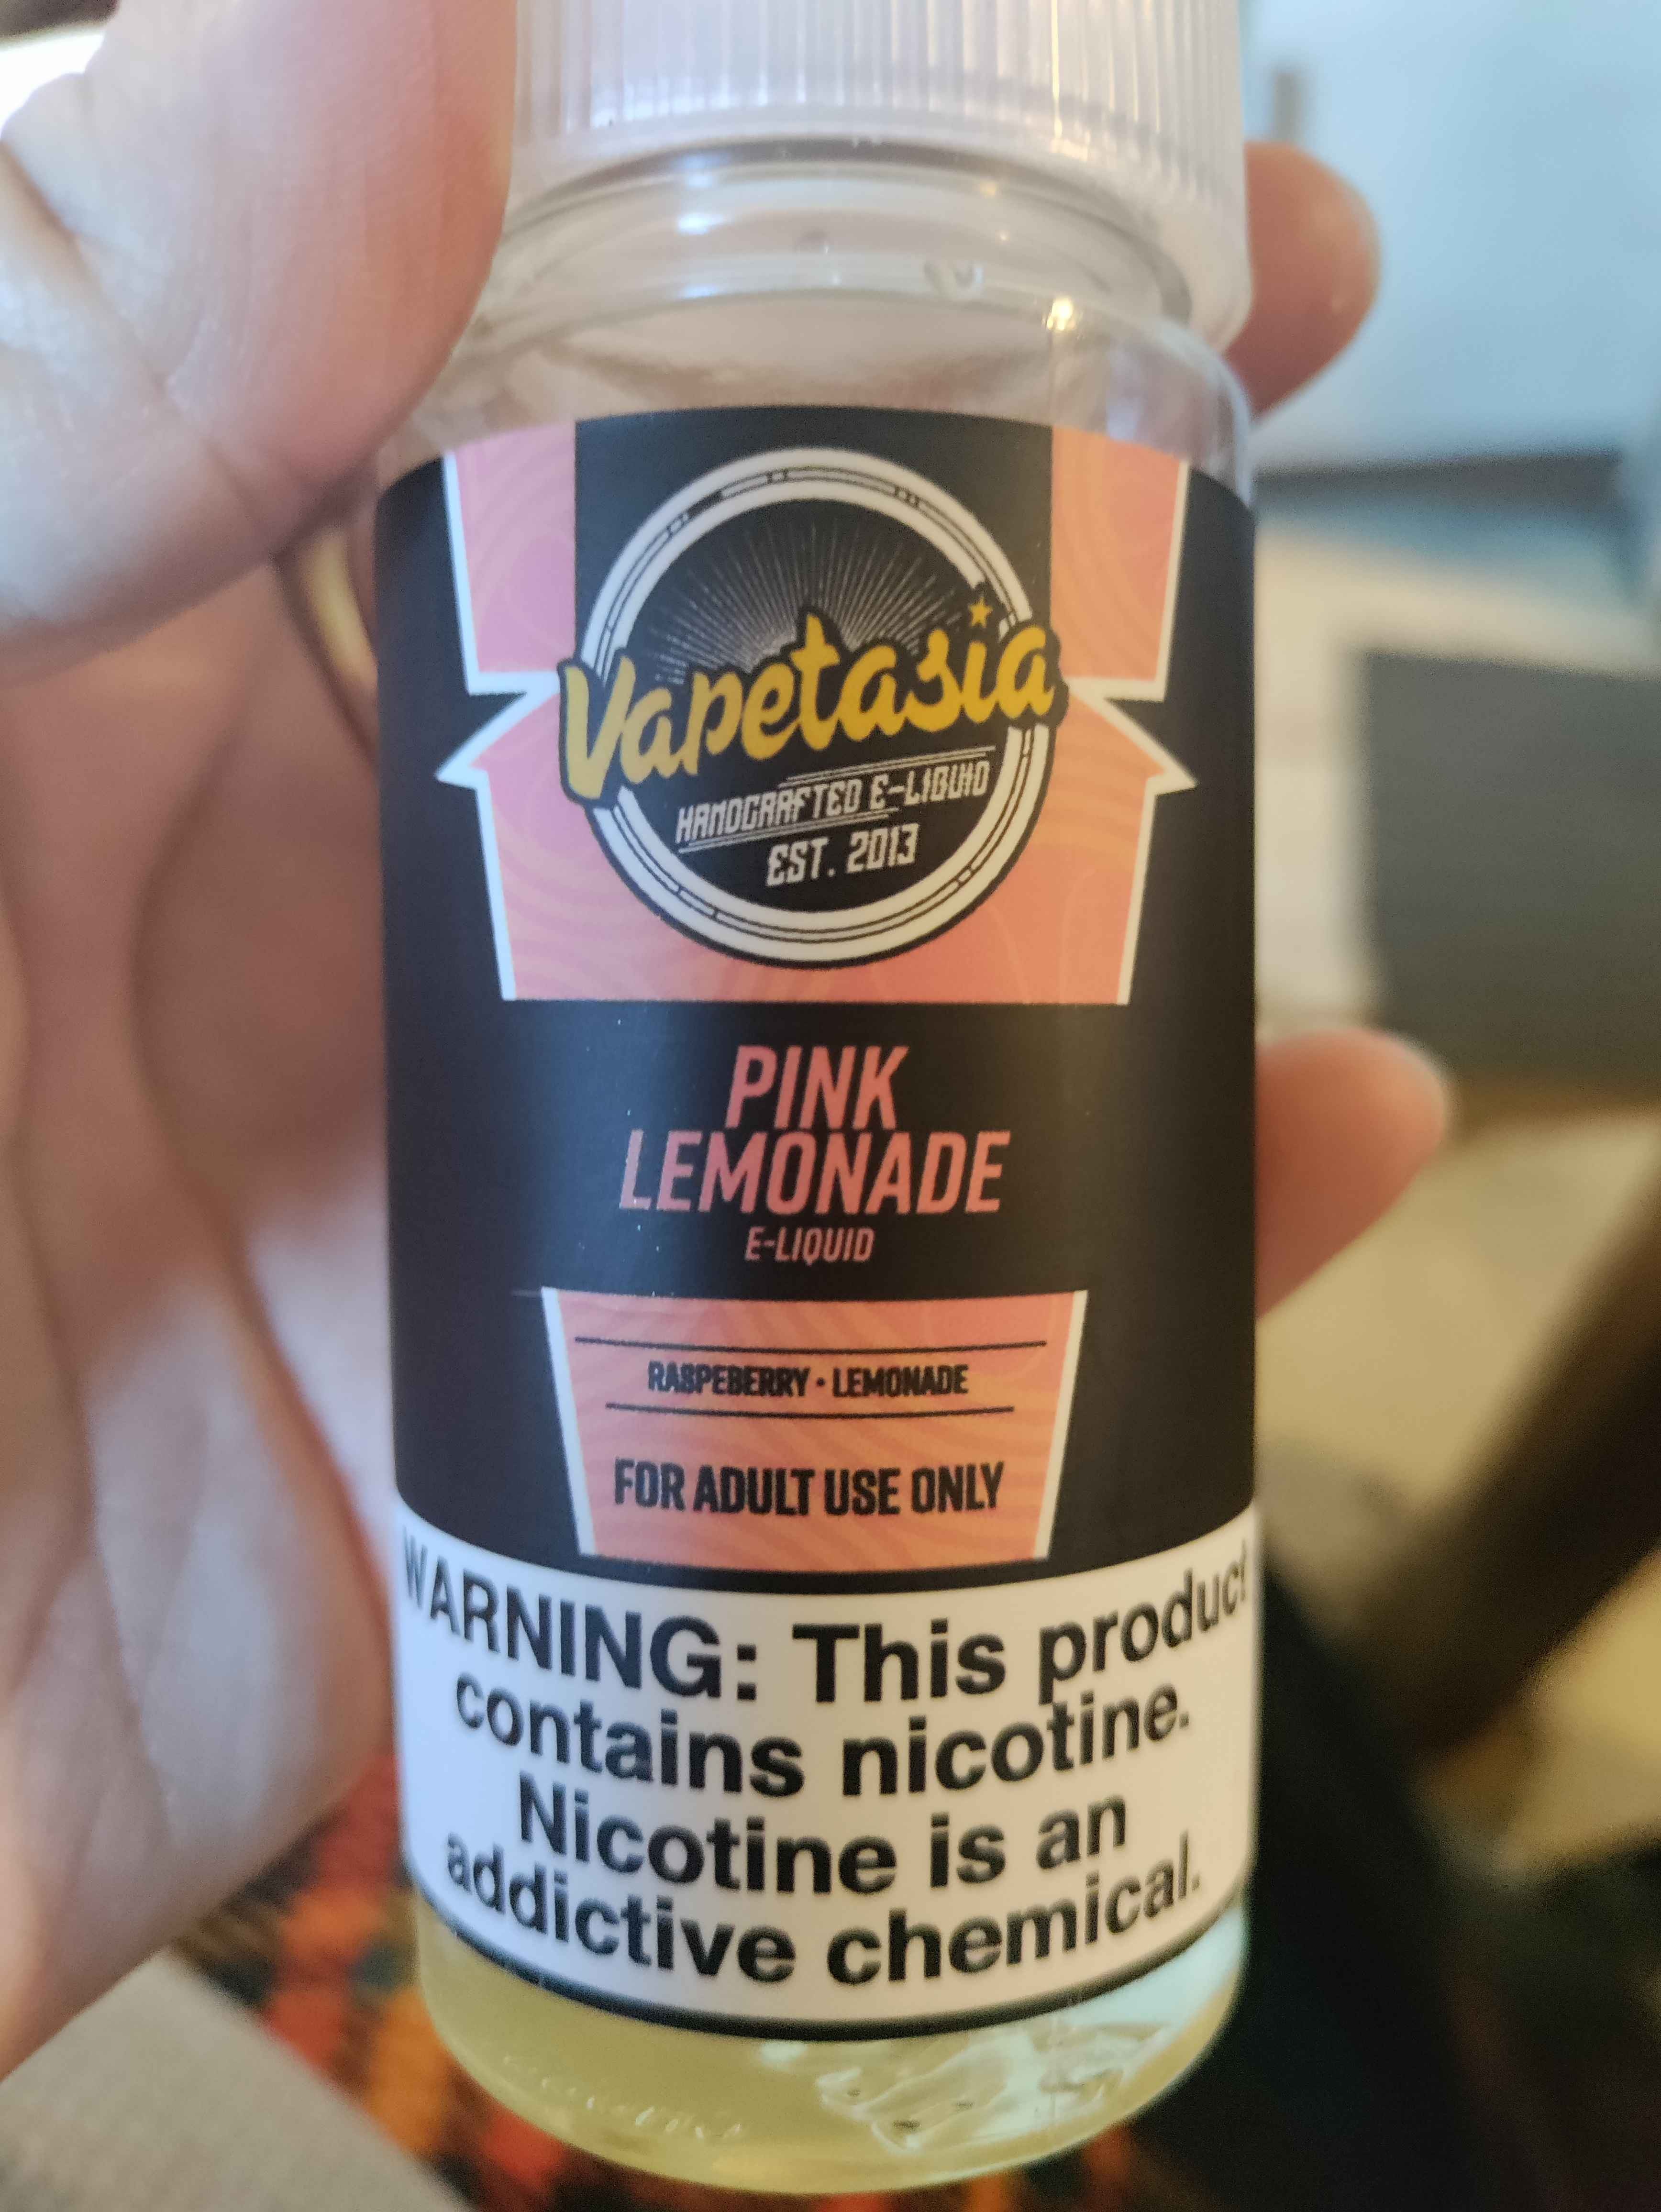 Vapetasia
HANDCRAFTED E-LIQUID
EST. 2013
PINK
LEMONADE
E-LIQUID
RASPEBERRY • LEMONADE
FOR ADULT USE ONLY
WARNING: This product
contains nicotine.
Nicotine is an
addictive chemical.